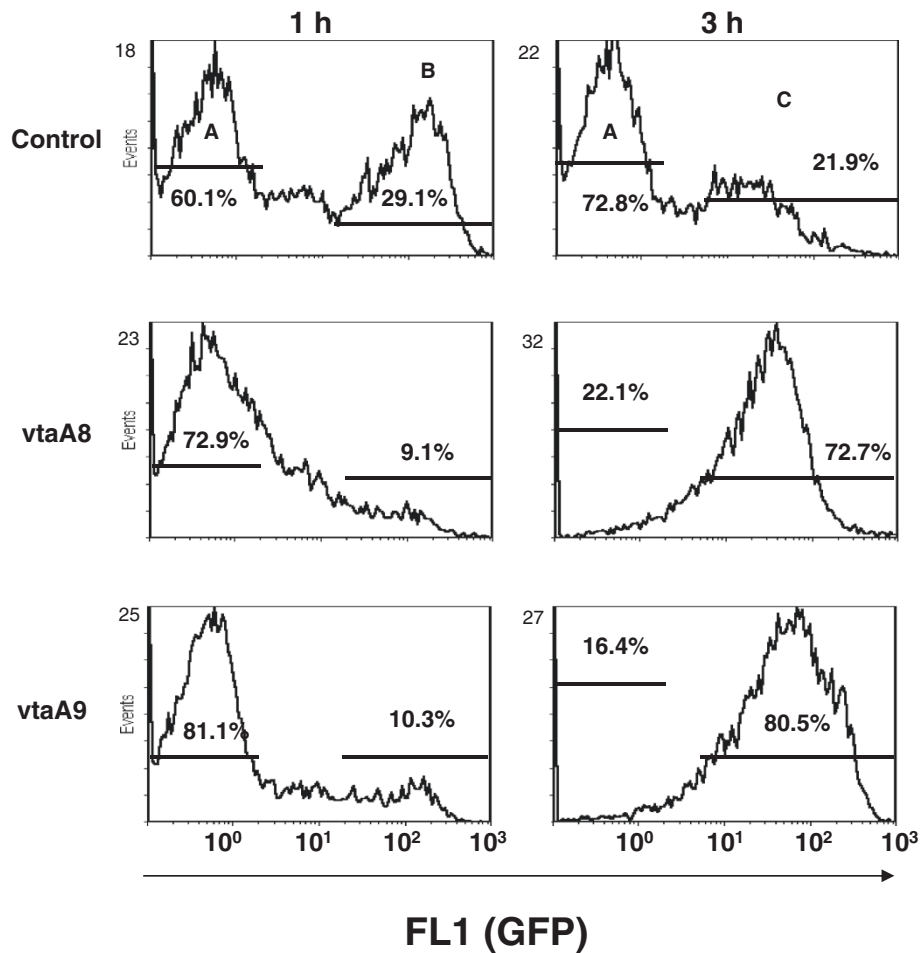 1 h
3 h
Control
18
Events
A
60.1%
B
29.1%
22
A
72.8%
C
21.9%
vtaA8
23
Events
72.9%
9.1%
32
22.1%
72.7%
vtaA9
25
Events
81.1%
10.3%
27
16.4%
80.5%
10⁰ 10¹ 10² 10³
10⁰ 10¹ 10² 10³
FL1 (GFP)